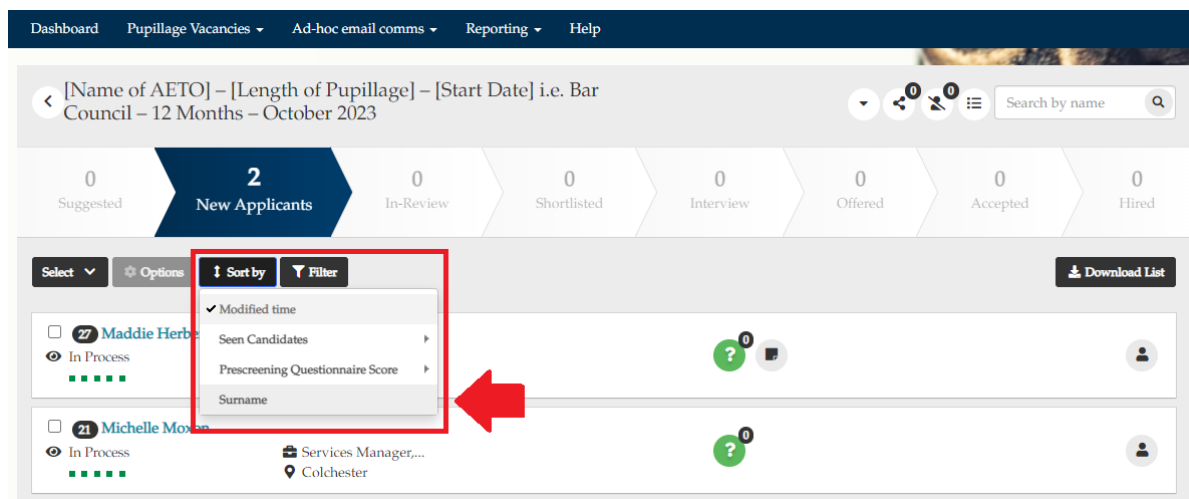 Dashboard Pupillage Vacancies Ad-hoc email comms Reporting Help
[Name of AETO] – [Length of Pupillage] – [Start Date] i.e. Bar
Council – 12 Months – October 2023
0 0 Search by name
0 2 0 0 0 0 0 0
Suggested New Applicants In-Review Shortlisted Interview Offered Accepted Hired
Select Options Sort by Filter Download List
Modified time
Seen Candidates
Prescreening Questionnaire Score
Surname
27 Maddie
In Process
? 0
21 Michelle Moxon
In Process
Services Manager,...
Colchester
? 0